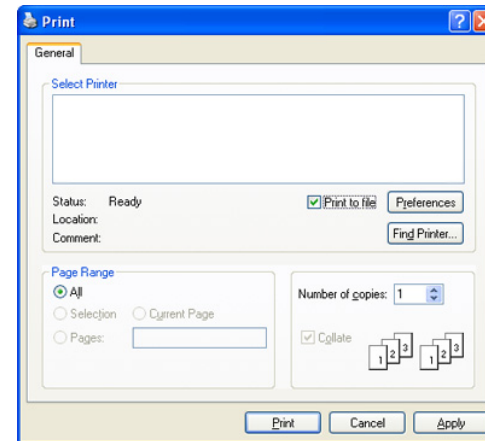 Print
General
Select Printer
Status: Ready
Print to file
Preferences
Location:
Comment:
Find Printer...
Page Range
All
Selection
Current Page
Pages:
Number of copies: 1
Collate
1 2 3 1 2 3
Print Cancel Apply